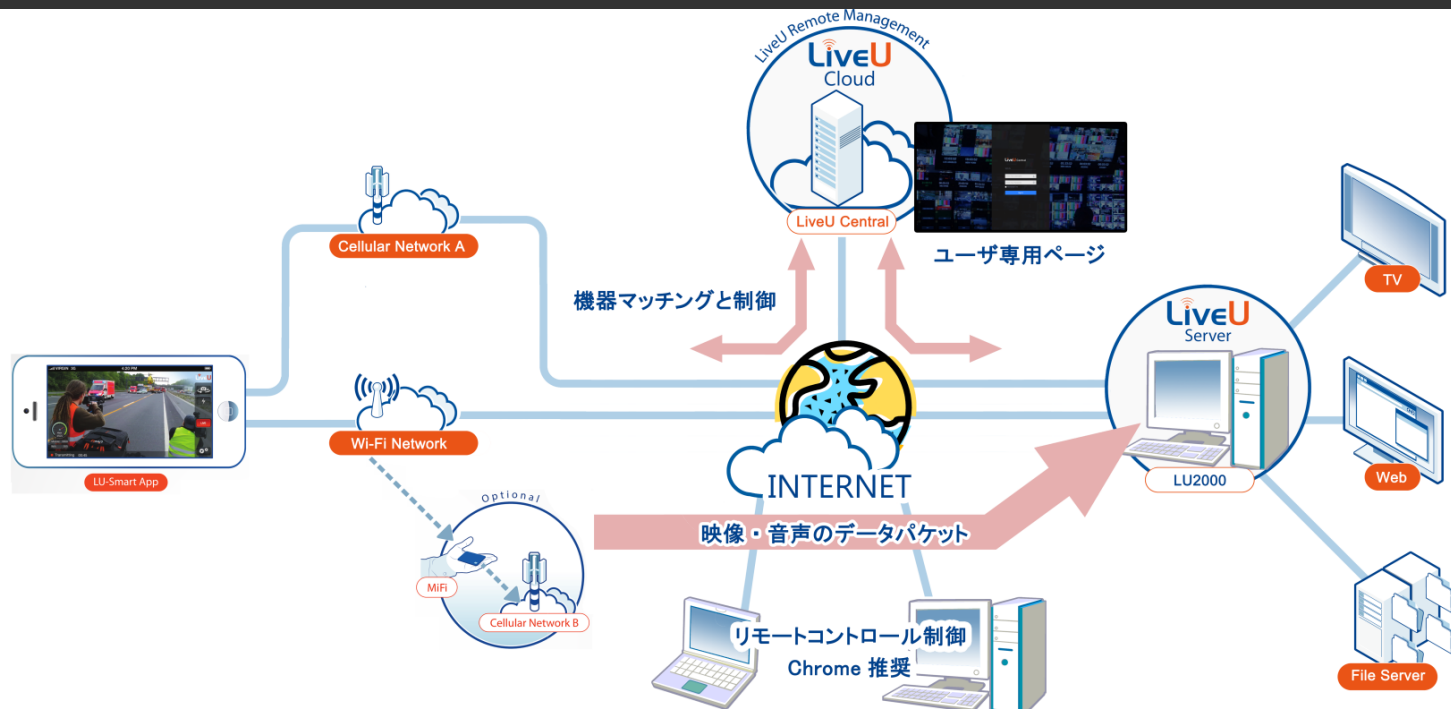 LiveU Remote Management
LiveU
Cloud
LiveU Central
ユーザ専用ページ
Cellular Network A
機器マッチングと制御
TV
LiveU
Server
LU2000
4:20 PM
LU-Smart App
Wi-Fi Network
Web
INTERNET
Optional
MiFi
Cellular Network B
映像・音声のデータパケット
リモートコントロール制御
Chrome 推奨
File Server